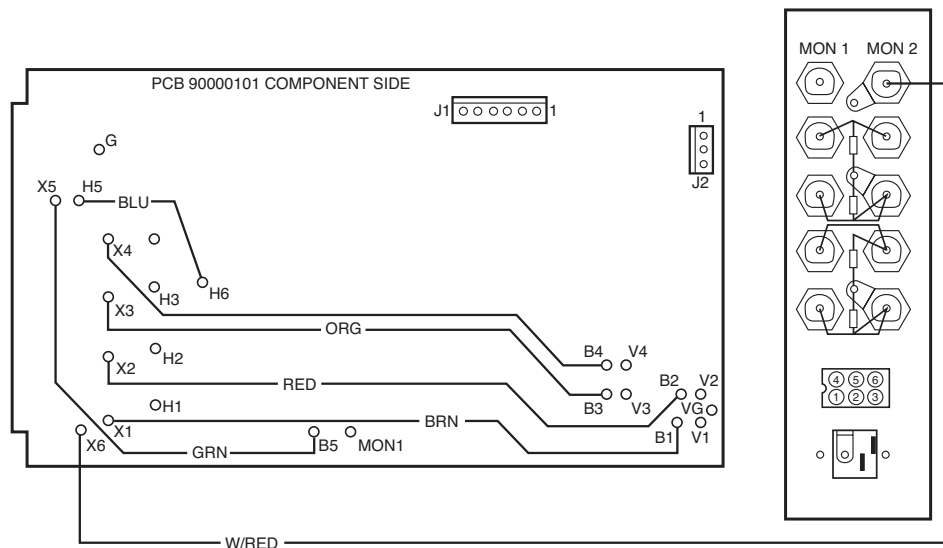 MON 1 MON 2
PCB 90000101 COMPONENT SIDE
J1 1
1
J2
G
X5 H5
BLU
X4
H3 H6
X3
ORG
H2
X2
B4 V4
RED
B2 V2
B3 V3 VG
H1
X1
BRN
B1 V1
X6
GRN
B5 MON1
W/RED
4 5 6
1 2 3